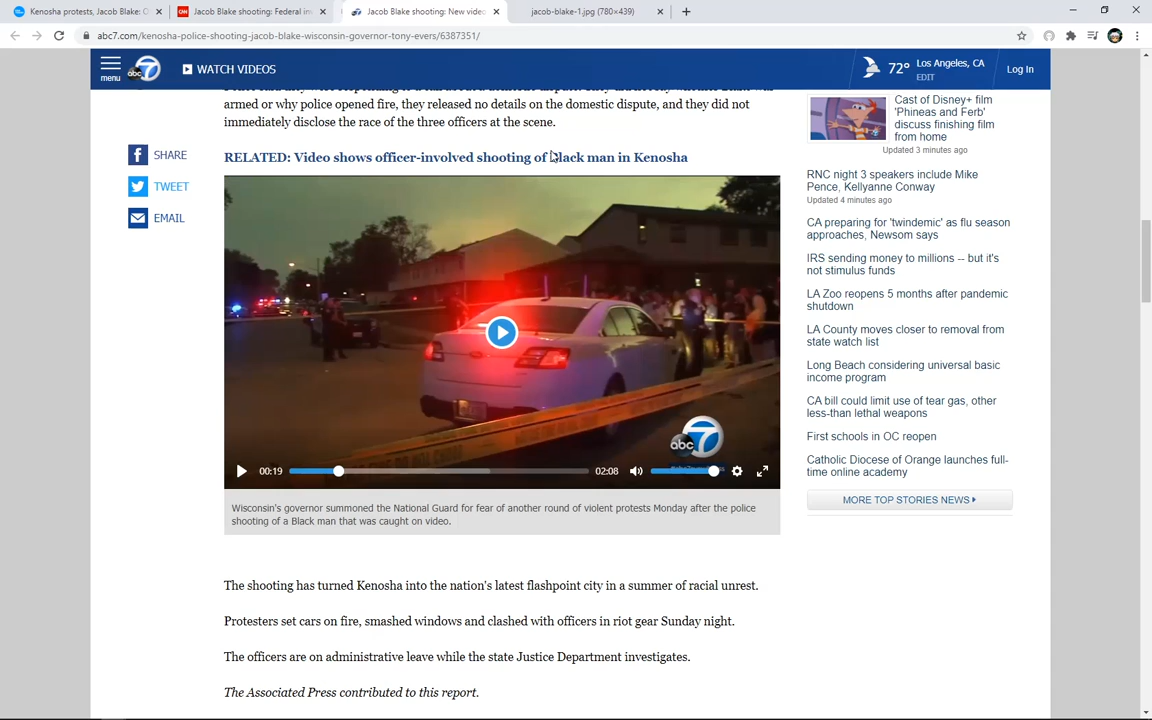 Kenosha protests, Jacob Blake: O
Jacob Blake shooting: Federal in
Jacob Blake shooting: New video
jacob-blake-1.jpg (780×439)
abc7.com/kenosha-police-shooting-jacob-blake-wisconsin-governor-tony-evers/6387351/
menu
abc 7
WATCH VIDEOS
72°
Los Angeles, CA
EDIT
Log In
armed or why police opened fire, they released no details on the domestic dispute, and they did not
immediately disclose the race of the three officers at the scene.
SHARE
TWEET
EMAIL
RELATED: Video shows officer-involved shooting of Black man in Kenosha
abc 7
00:19
02:08
Wisconsin's governor summoned the National Guard for fear of another round of violent protests Monday after the police
shooting of a Black man that was caught on video.
The shooting has turned Kenosha into the nation's latest flashpoint city in a summer of racial unrest.
Protesters set cars on fire, smashed windows and clashed with officers in riot gear Sunday night.
The officers are on administrative leave while the state Justice Department investigates.
The Associated Press contributed to this report.
Cast of Disney+ film
'Phineas and Ferb'
discuss finishing film
from home
Updated 3 minutes ago
RNC night 3 speakers include Mike
Pence, Kellyanne Conway
Updated 4 minutes ago
CA preparing for 'twindemic' as flu season
approaches, Newsom says
IRS sending money to millions -- but it's
not stimulus funds
LA Zoo reopens 5 months after pandemic
shutdown
LA County moves closer to removal from
state watch list
Long Beach considering universal basic
income program
CA bill could limit use of tear gas, other
less-than lethal weapons
First schools in OC reopen
Catholic Diocese of Orange launches full-
time online academy
MORE TOP STORIES NEWS